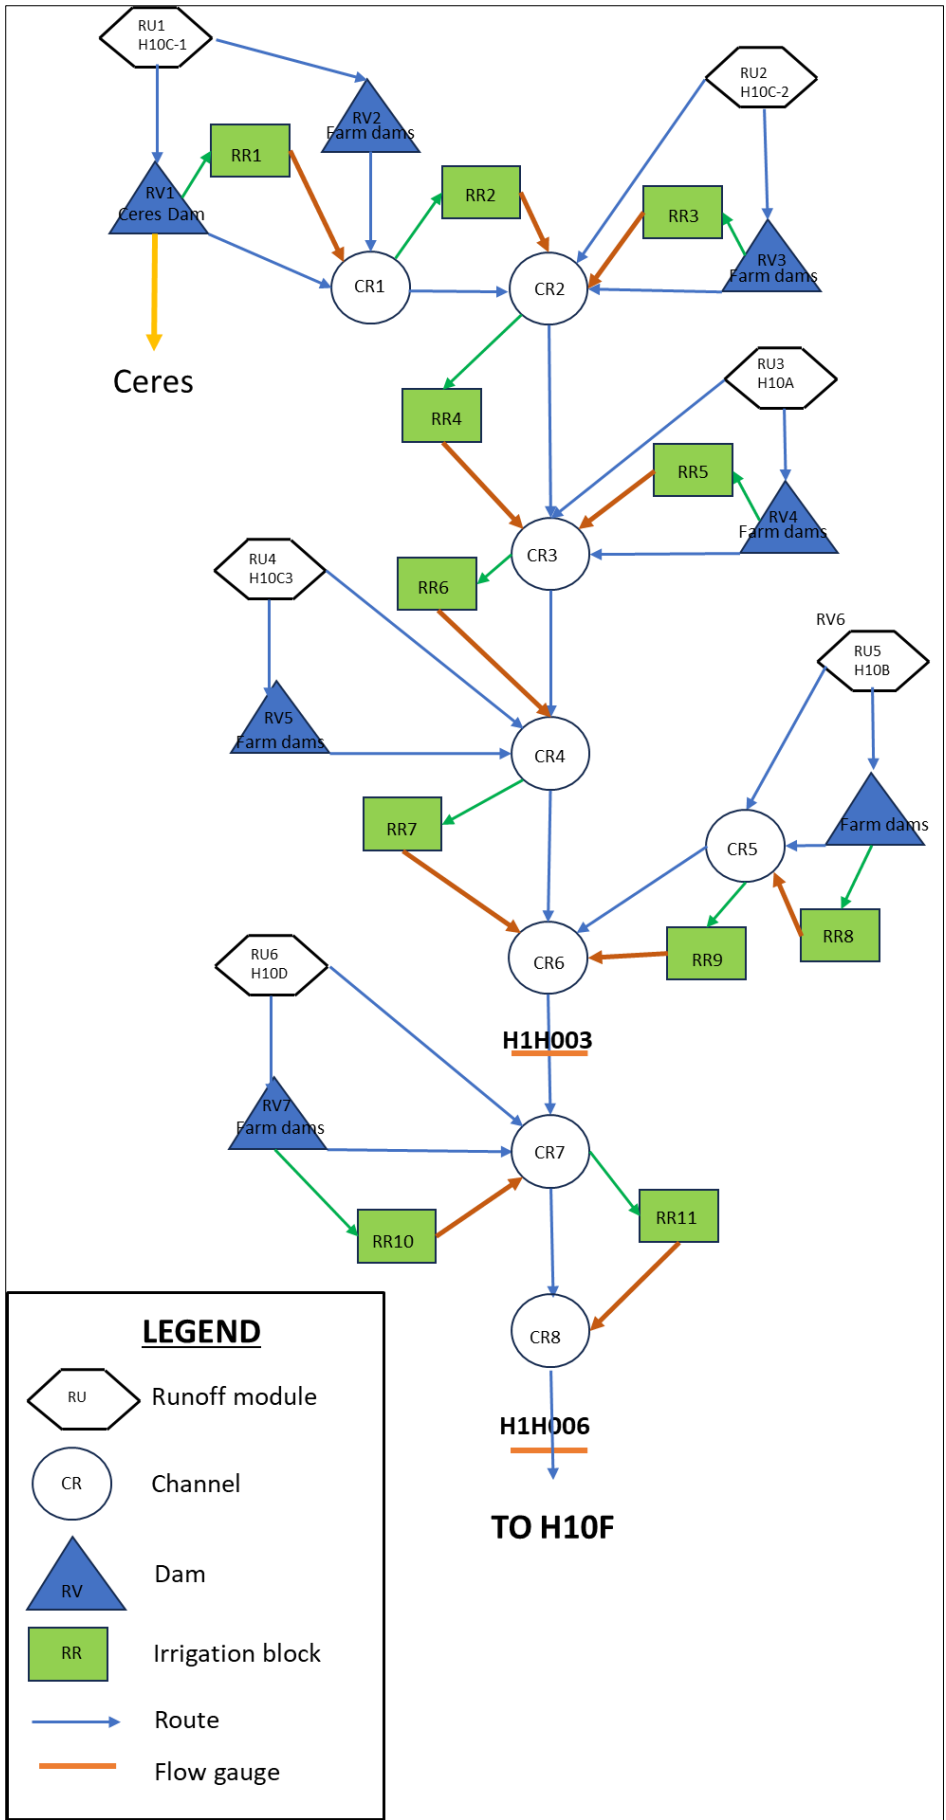 RU1
H10C-1
RU2
H10C-2
RV2
Farm dams
RR1
RV1
Ceres Dam
RR2
RR3
RV3
Farm dams
CR1
CR2
Ceres
RU3
H10A
RR4
RR5
RV4
Farm dams
CR3
RU4
H10C3
RR6
RV6
RU5
H10B
RV5
Farm dams
CR4
RR7
Farm dams
CR5
RR8
RR9
CR6
RU6
H10D
H1H003
RV7
Farm dams
CR7
RR10
RR11
CR8
H1H006
TO H10F
LEGEND
RU
Runoff module
CR
Channel
RV
Dam
RR
Irrigation block
Route
Flow gauge